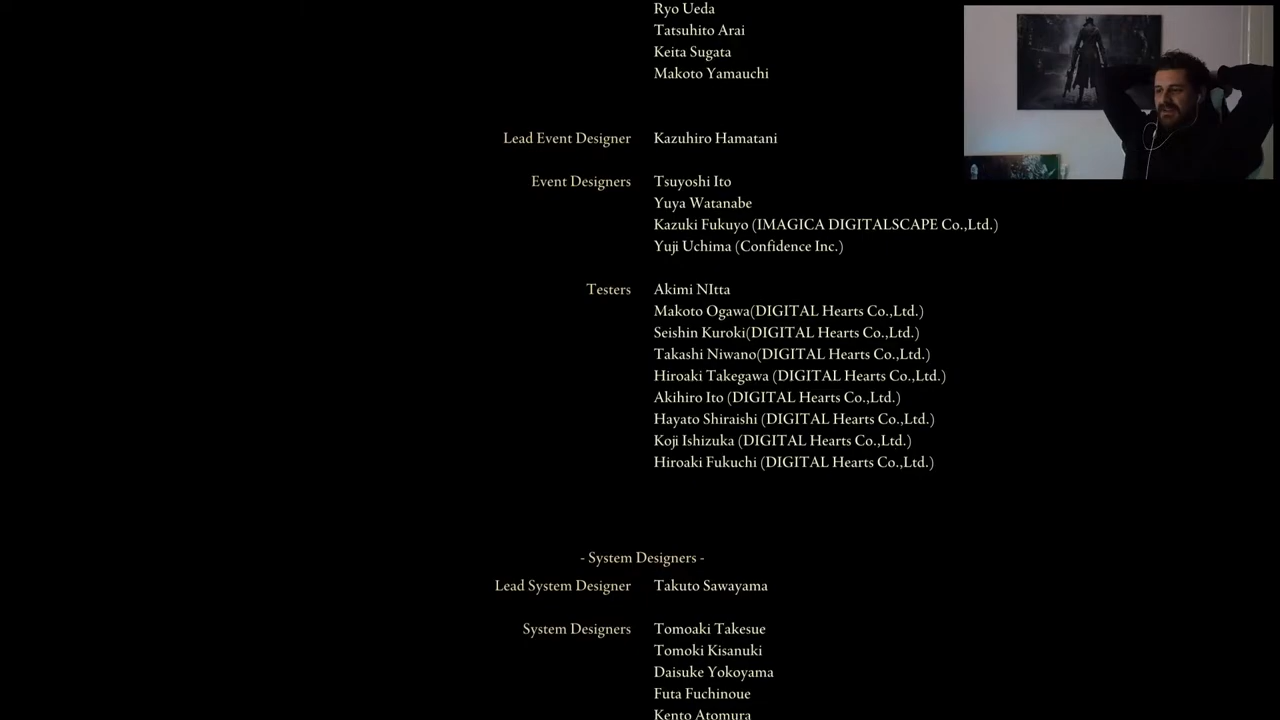 Ryo Ueda
Tatsuhito Arai
Keita Sugata
Makoto Yamauchi
Lead Event Designer Kazuhiro Hamatani
Event Designers Tsuyoshi Ito
Yuya Watanabe
Kazuki Fukuyo (IMAGICA DIGITALSCAPE Co.,Ltd.)
Yuji Uchima (Confidence Inc.)
Testers Akimi NItta
Makoto Ogawa(DIGITAL Hearts Co.,Ltd.)
Seishin Kuroki(DIGITAL Hearts Co.,Ltd.)
Takashi Niwano(DIGITAL Hearts Co.,Ltd.)
Hiroaki Takegawa (DIGITAL Hearts Co.,Ltd.)
Akihiro Ito (DIGITAL Hearts Co.,Ltd.)
Hayato Shiraishi (DIGITAL Hearts Co.,Ltd.)
Koji Ishizuka (DIGITAL Hearts Co.,Ltd.)
Hiroaki Fukuchi (DIGITAL Hearts Co.,Ltd.)
- System Designers -
Lead System Designer Takuto Sawayama
System Designers Tomoaki Takesue
Tomoki Kisanuki
Daisuke Yokoyama
Futa Fuchinoue
Kento Atomura